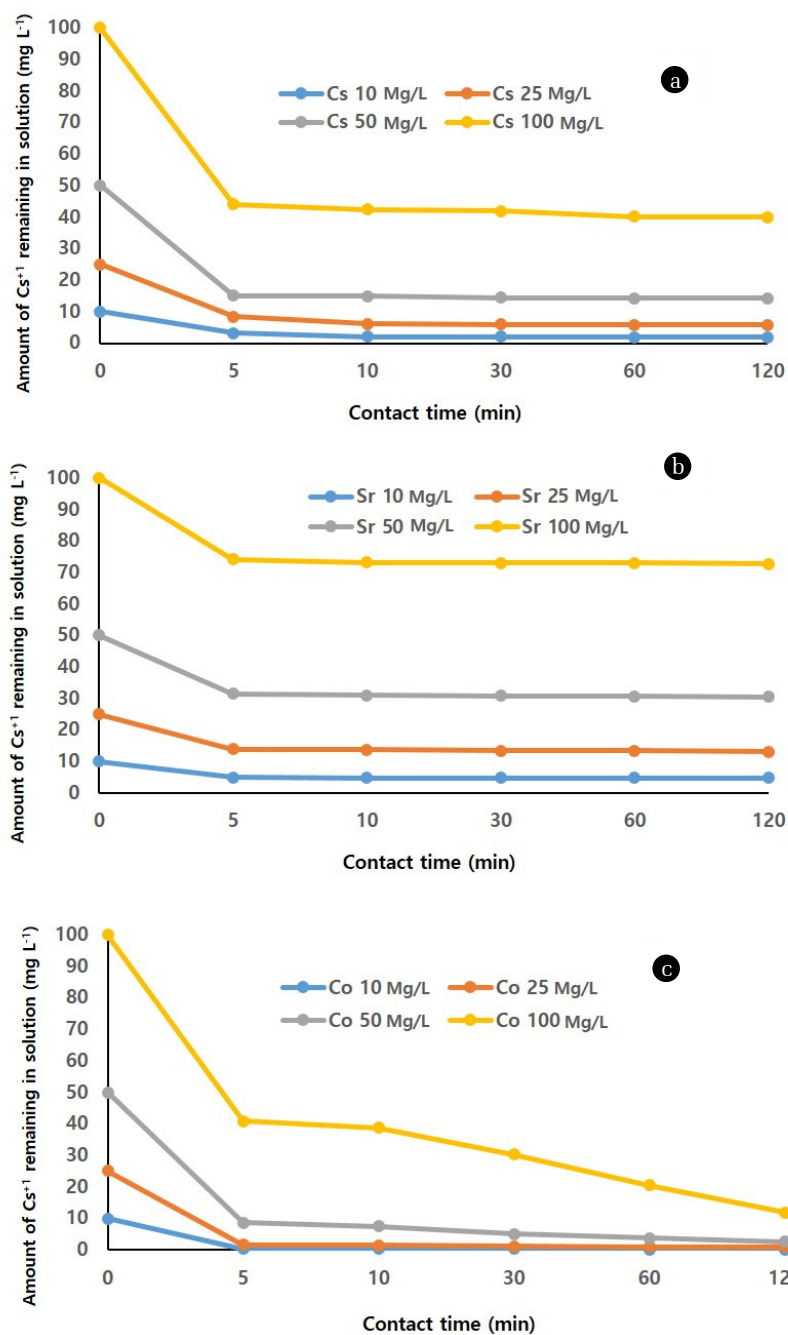 a
Amount of Cs⁺¹ remaining in solution (mg L⁻¹)
100
90
80
70
60
50
40
30
20
10
0
Cs 10 Mg/L Cs 25 Mg/L
Cs 50 Mg/L Cs 100 Mg/L
0 5 10 30 60 120
Contact time (min)
b
Amount of Cs⁺¹ remaining in solution (mg L⁻¹)
100
90
80
70
60
50
40
30
20
10
0
Sr 10 Mg/L Sr 25 Mg/L
Sr 50 Mg/L Sr 100 Mg/L
0 5 10 30 60 120
Contact time (min)
c
Amount of Cs⁺¹ remaining in solution (mg L⁻¹)
100
90
80
70
60
50
40
30
20
10
0
Co 10 Mg/L Co 25 Mg/L
Co 50 Mg/L Co 100 Mg/L
0 5 10 30 60 12
Contact time (min)